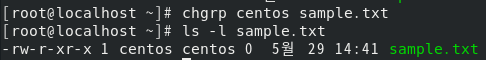 [root@localhost ~]# chgrp centos sample.txt
[root@localhost ~]# ls -l sample.txt
-rw-r-xr-x 1 centos centos 0  5월  29 14:41 sample.txt